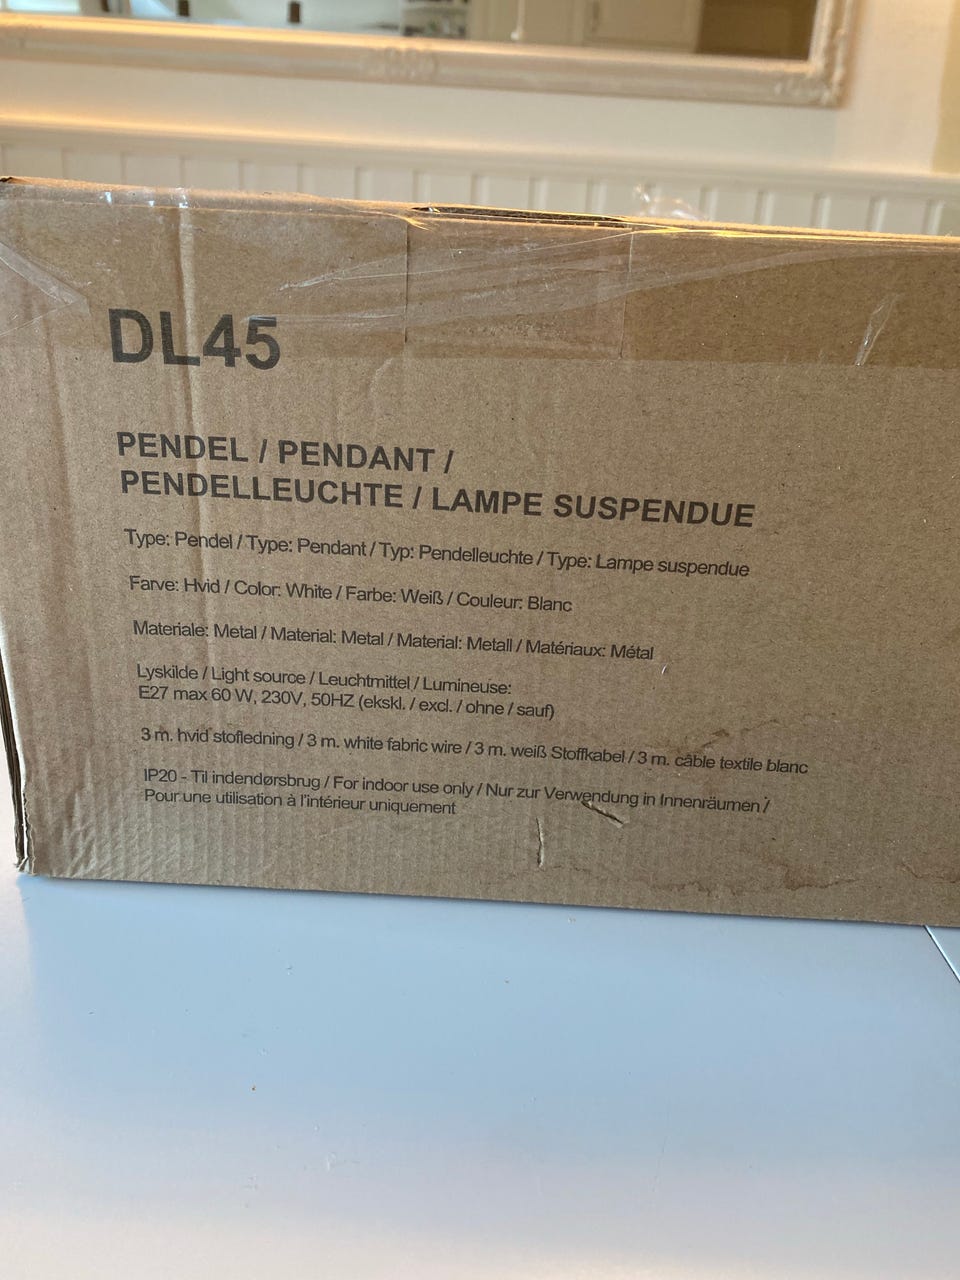 DL45
PENDEL / PENDANT /
PENDELLEUCHTE / LAMPE SUSPENDUE
Type: Pendel / Type: Pendant / Typ: Pendelleuchte / Type: Lampe suspendue
Farve: Hvid / Color: White / Farbe: Weiß / Couleur: Blanc
Materiale: Metal / Material: Metal / Material: Metall / Matériaux: Métal
Lyskilde / Light source / Leuchtmittel / Lumineuse:
E27 max 60 W, 230V, 50HZ (ekskl. / excl. / ohne / sauf)
3 m. hvid stofledning / 3 m. white fabric wire / 3 m. weiß Stoffkabel / 3 m. câble textile blanc
IP20 - Til indendørsbrug / For indoor use only / Nur zur Verwendung in Innenräumen /
Pour une utilisation à l'intérieur uniquement